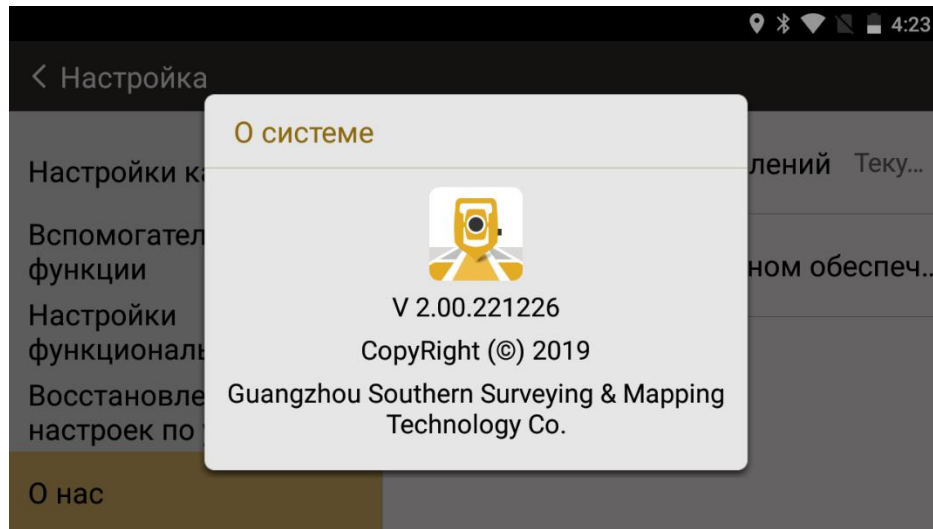 4:23
< Настройка
О системе
V 2.00.221226
CopyRight (©) 2019
Guangzhou Southern Surveying & Mapping
Technology Co.
Настройки
Вспомогател
функции
Настройки
функциональ
Восстановле
настроек по
О нас
лений Теку...
ном обеспеч..